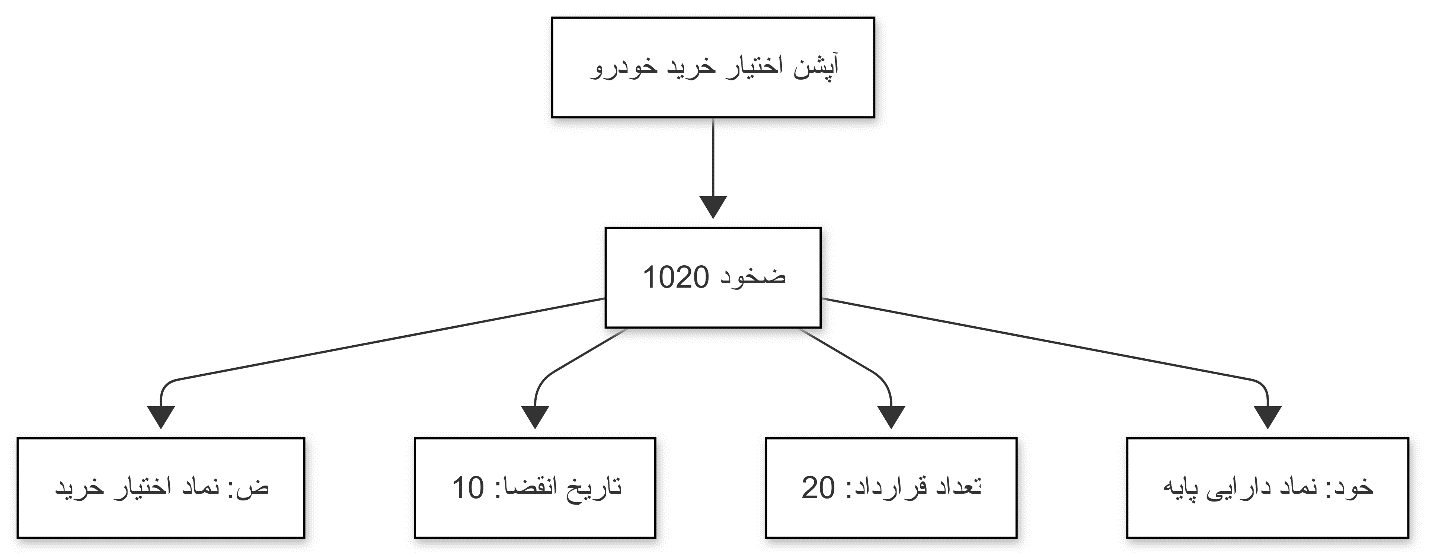 آپشن اختیار خرید خودرو
ضخود 1020
خود: نماد دارایی پایه
تعداد قرارداد: 20
تاریخ انقضا: 10
ض: نماد اختیار خرید